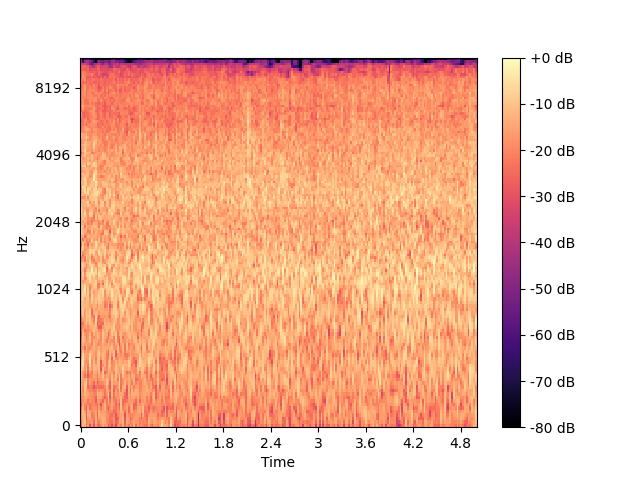 +0 dB
8192
-10 dB
4096
-20 dB
-30 dB
2048
-40 dB
Hz
1024
-50 dB
512
-60 dB
-70 dB
0
-80 dB
0 0.6 1.2 1.8 2.4 3 3.6 4.2 4.8
Time